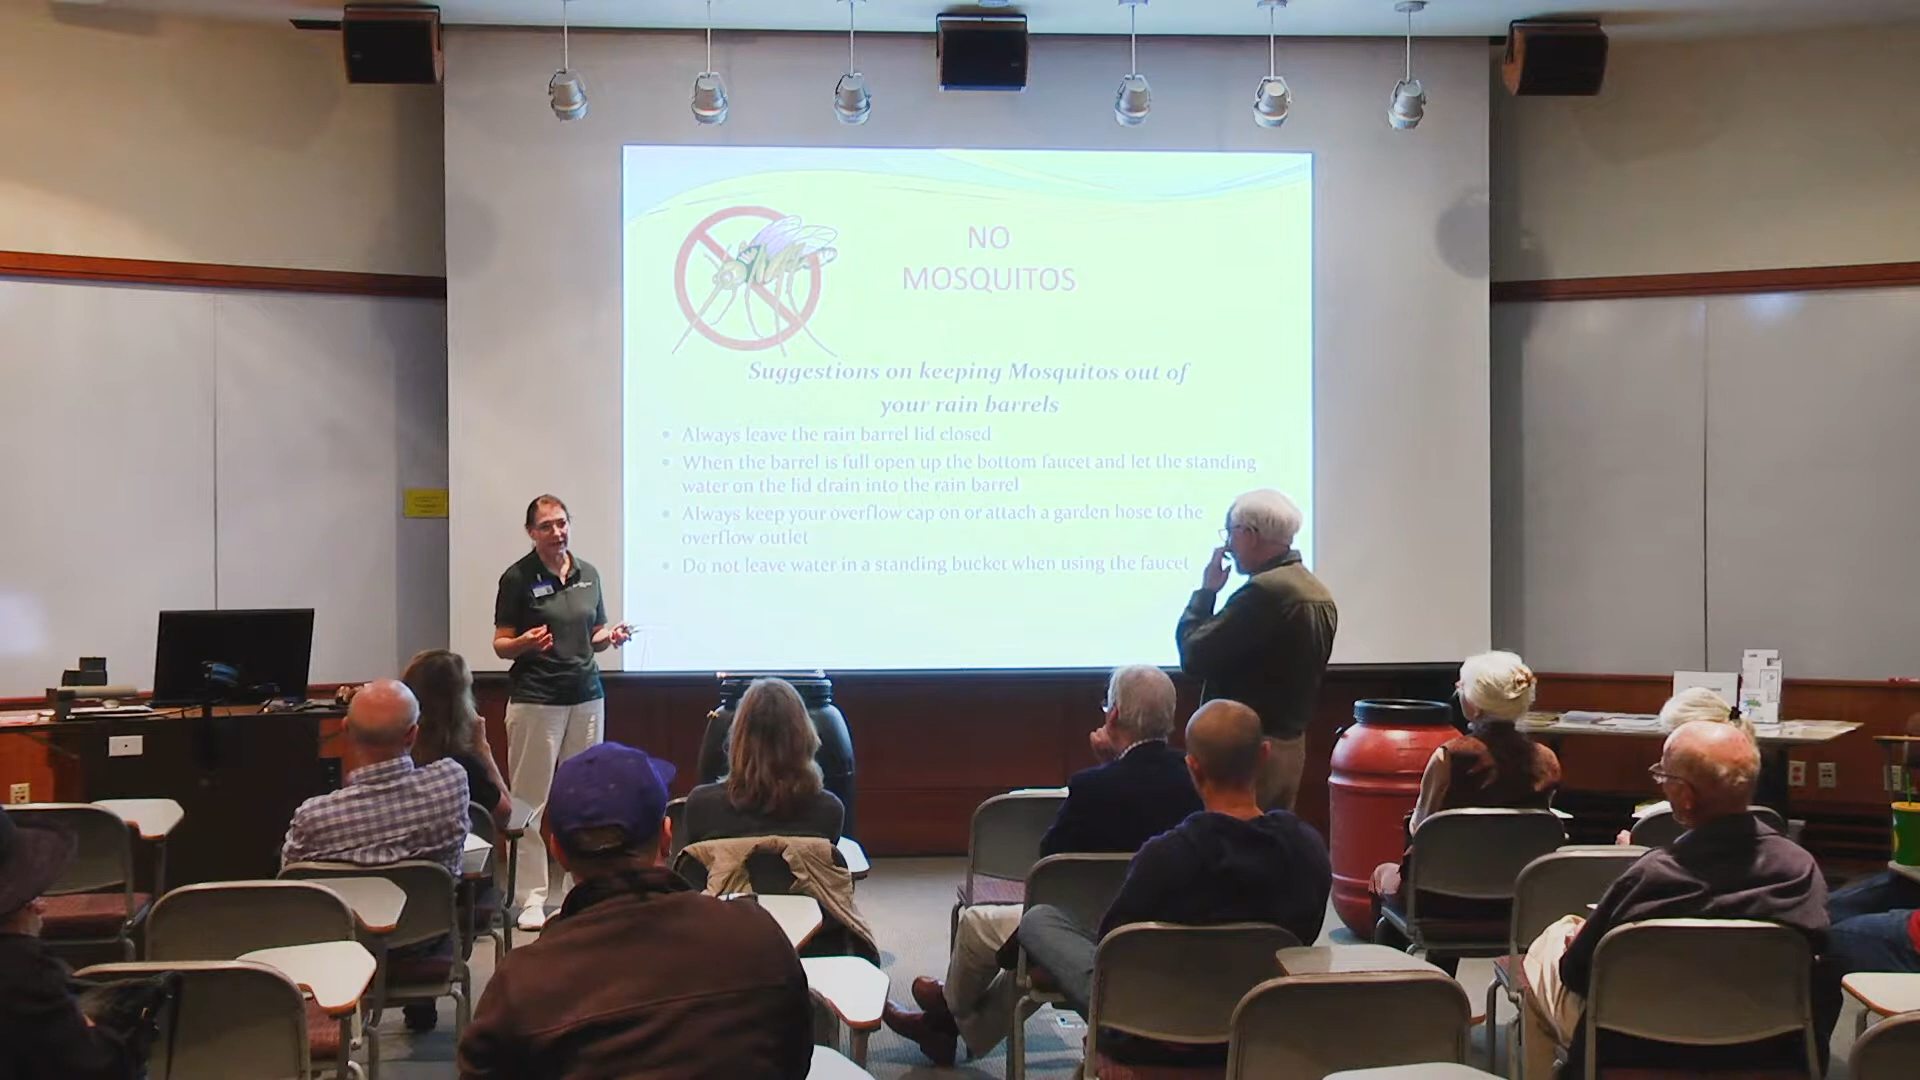 NO
MOSQUITOS
Suggestions on keeping Mosquitos out of
your rain barrels
• Always leave the rain barrel lid closed
• When the barrel is full open up the bottom faucet and let the standing
water on the lid drain into the rain barrel
• Always keep your overflow cap on or attach a garden hose to the
overflow outlet
• Do not leave water in a standing bucket when using the faucet